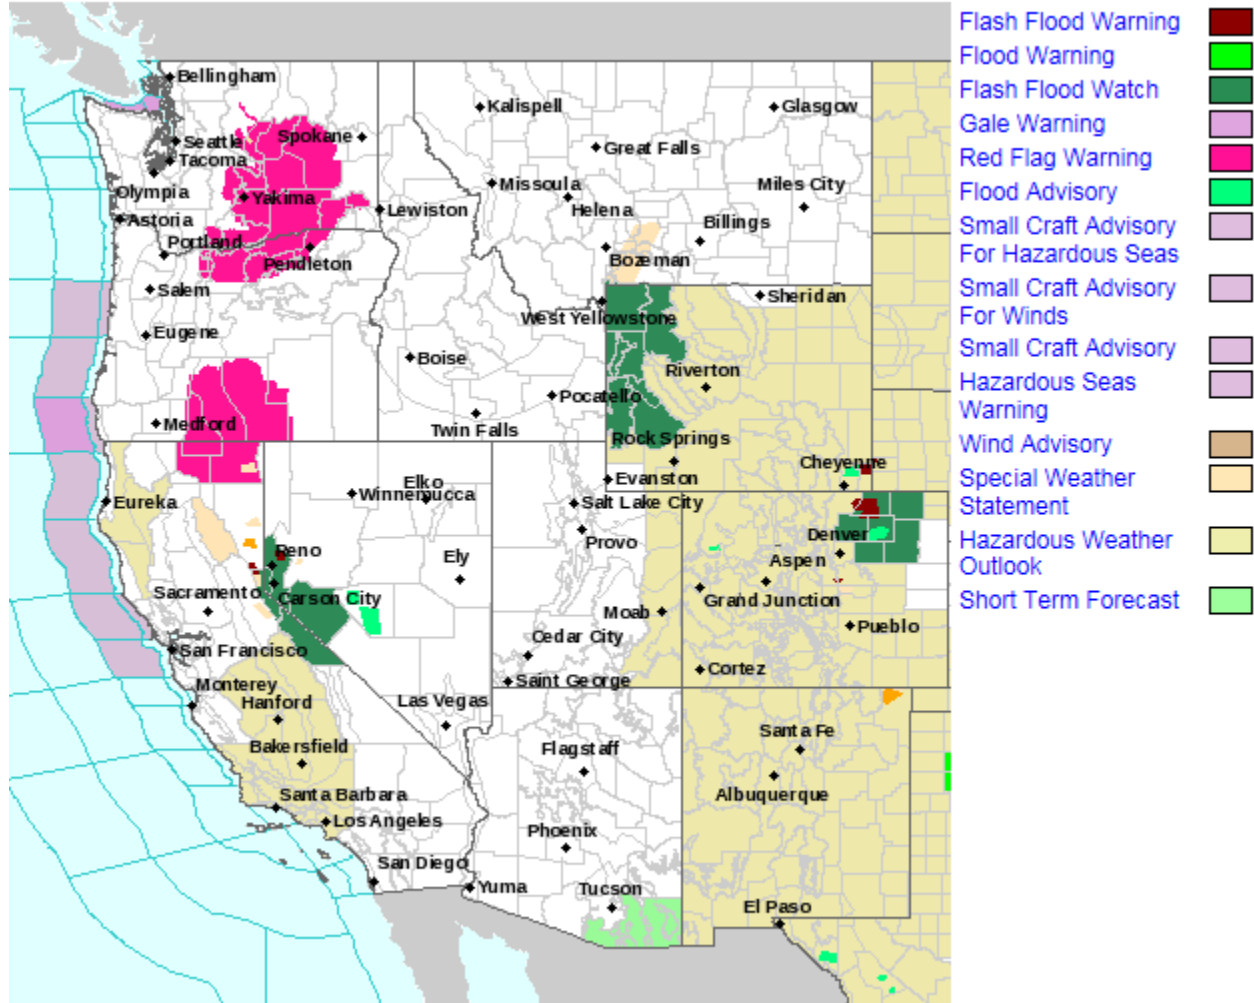 Flash Flood Warning
Flood Warning
Flash Flood Watch
Gale Warning
Red Flag Warning
Flood Advisory
Small Craft Advisory
For Hazardous Seas
Small Craft Advisory
For Winds
Small Craft Advisory
Hazardous Seas
Warning
Wind Advisory
Special Weather
Statement
Hazardous Weather
Outlook
Short Term Forecast
Bellingham
Kalispell
Glasgow
Seattle
Spokane
Great Falls
Tacoma
Olympia
Missoula
Miles City
Yakima
Helena
Lewiston
Astoria
Billings
Portland
Pendleton
Bozeman
Salem
Sheridan
West Yellowstone
Eugene
Boise
Riverton
Pocatello
Medford
Twin Falls
Rock Springs
Cheyenne
Elko
Evanston
Eureka
Winnemucca
Salt Lake City
Denver
Provo
Reno
Ely
Aspen
Sacramento
Carson City
Grand Junction
Moab
Pueblo
Cedar City
San Francisco
Cortez
Saint George
Monterey
Hanford
Las Vegas
Santa Fe
Bakersfield
Flagstaff
Santa Barbara
Albuquerque
Los Angeles
Phoenix
San Diego
Yuma
Tucson
El Paso